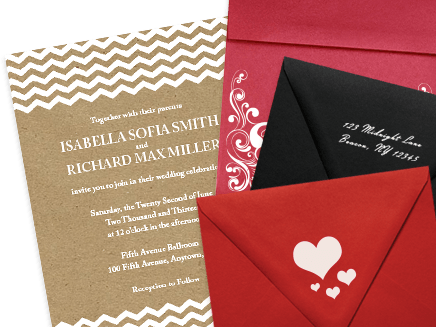 Together with their parents
ISABELLA SOFIA SMITH
and
RICHARD MAX MILLER
invite you to join in their wedding celebration
Saturday, the Twenty Second of June
Two Thousand and Thirteen
at 12 o'clock in the afternoon
Fifth Avenue Ballroom
100 Fifth Avenue, Anytown,
Reception to Follow
123 Midnight Lane
Beacon, NY 12345